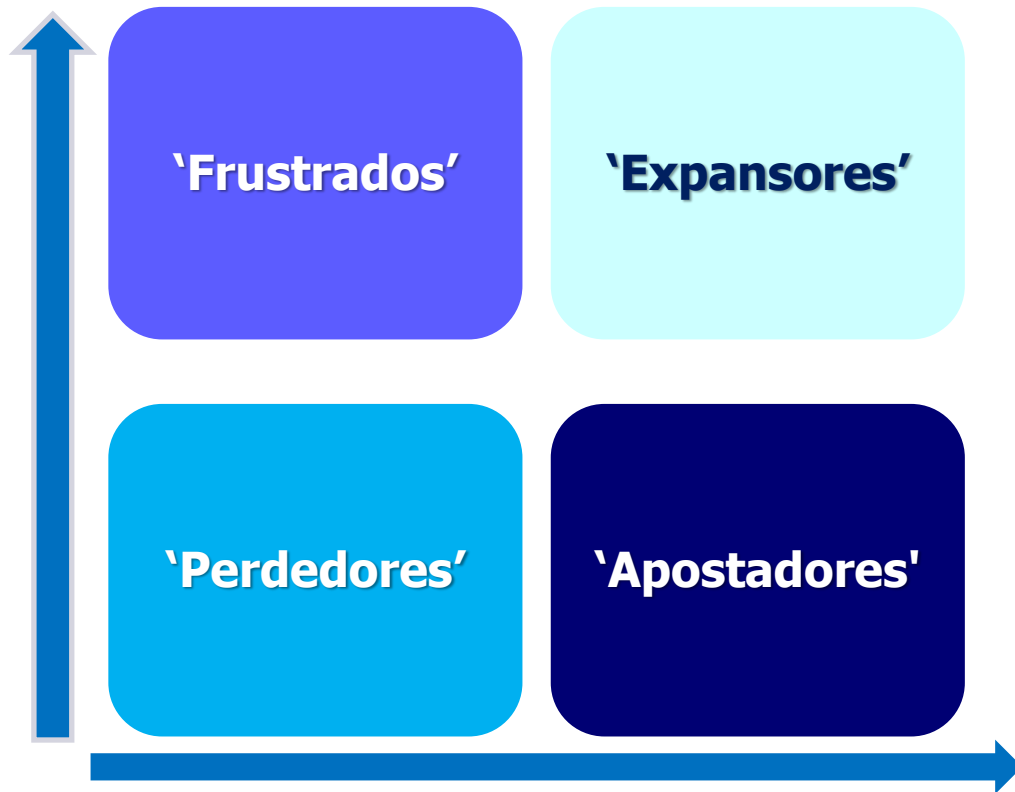 ‘Frustrados’
‘Expansores’
‘Perdedores’
‘Apostadores'